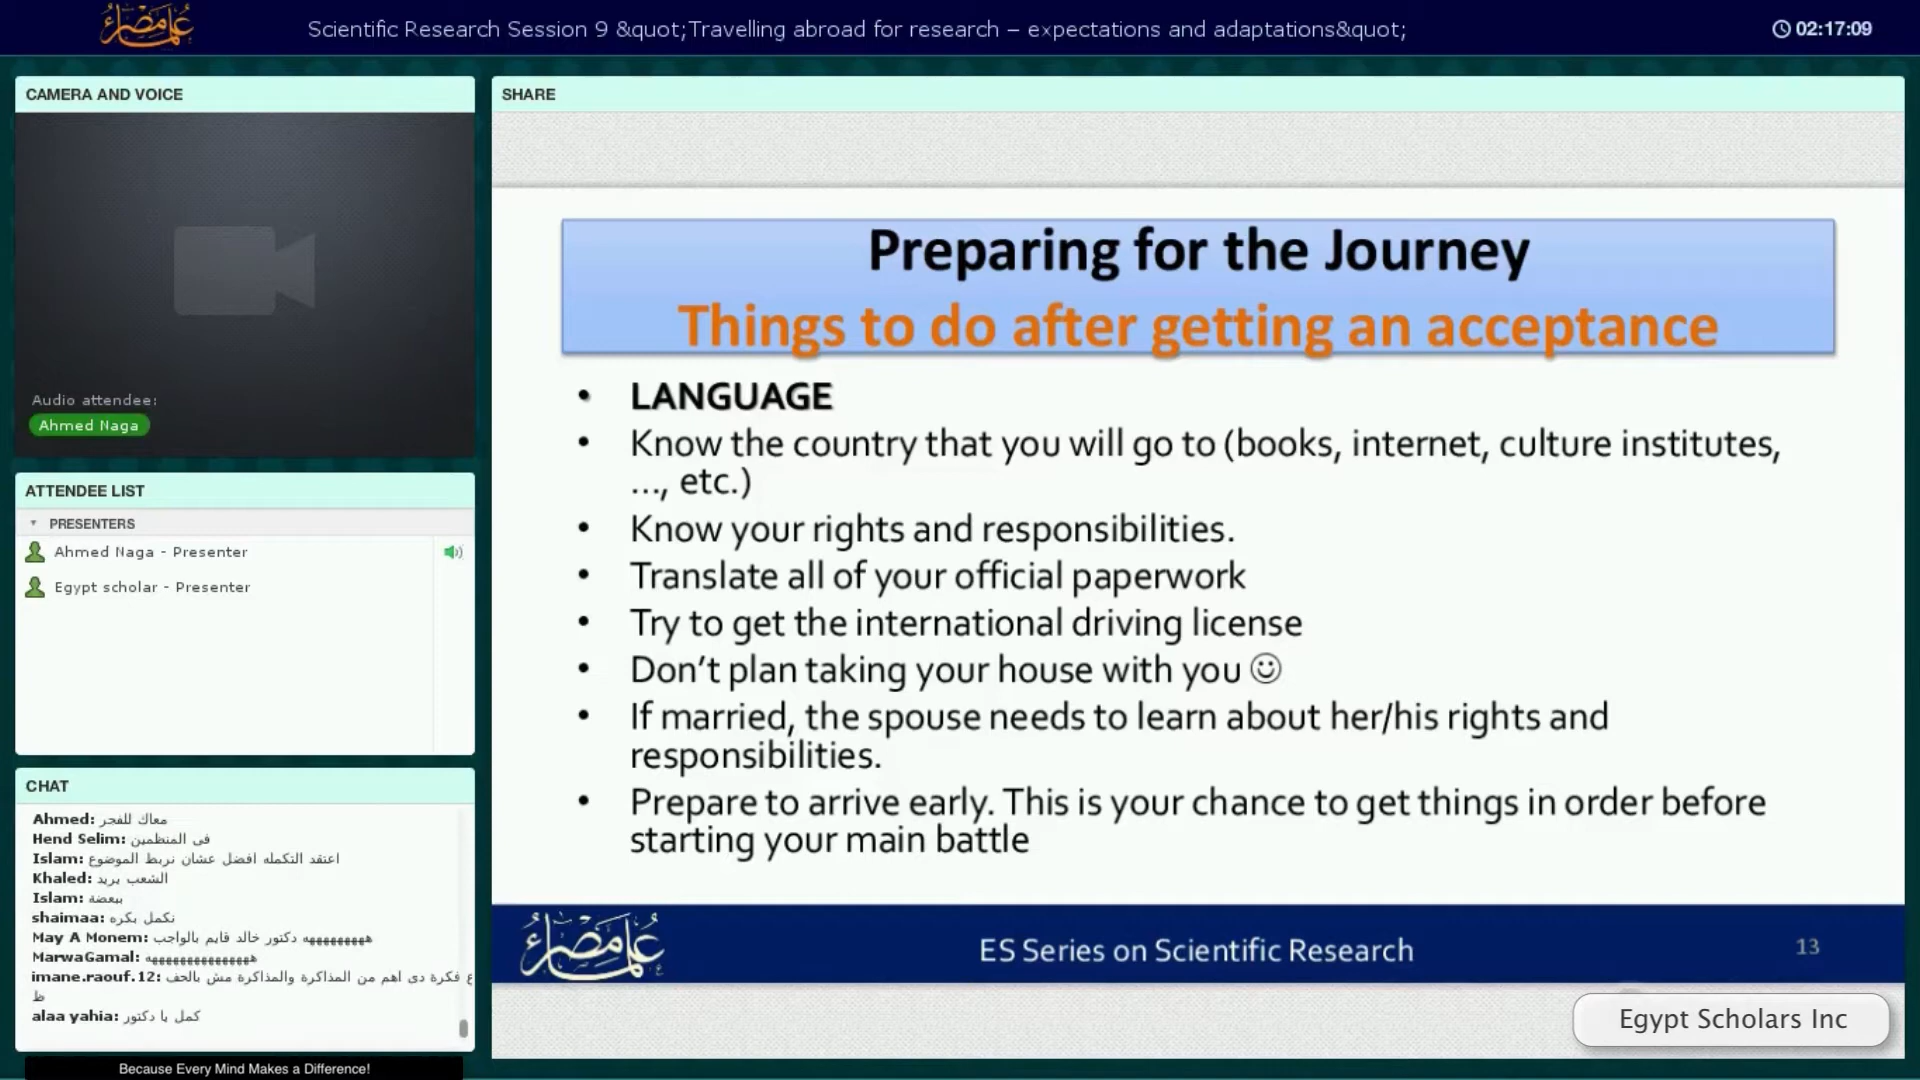 علماء مصر
Scientific Research Session 9 &quot;Travelling abroad for research – expectations and adaptations&quot;
02:17:09
CAMERA AND VOICE
Audio attendee:
Ahmed Naga
ATTENDEE LIST
PRESENTERS
Ahmed Naga - Presenter
Egypt scholar - Presenter
CHAT
Ahmed: معاك للفجر
Hend Selim: فى المنظمين
Islam: اعتقد التكمله افضل عشان نربط الموضوع
Khaled: الشعب يريد
Islam: ببعضة
shaimaa: نكمل بكره
May A Monem: هههههههههه دكتور خالد قايم بالواجب
MarwaGamal: هههههههههههههههه
imane.raouf.12: ع فكرة دى اهم من المذاكرة والمذاكرة مش بالحف
ظ
alaa yahia: كمل يا دكتور
Because Every Mind Makes a Difference!
SHARE
Preparing for the Journey
Things to do after getting an acceptance
• LANGUAGE
• Know the country that you will go to (books, internet, culture institutes,
…, etc.)
• Know your rights and responsibilities.
• Translate all of your official paperwork
• Try to get the international driving license
• Don’t plan taking your house with you ☺
• If married, the spouse needs to learn about her/his rights and
responsibilities.
• Prepare to arrive early. This is your chance to get things in order before
starting your main battle
علماء مصر
ES Series on Scientific Research
13
Egypt Scholars Inc